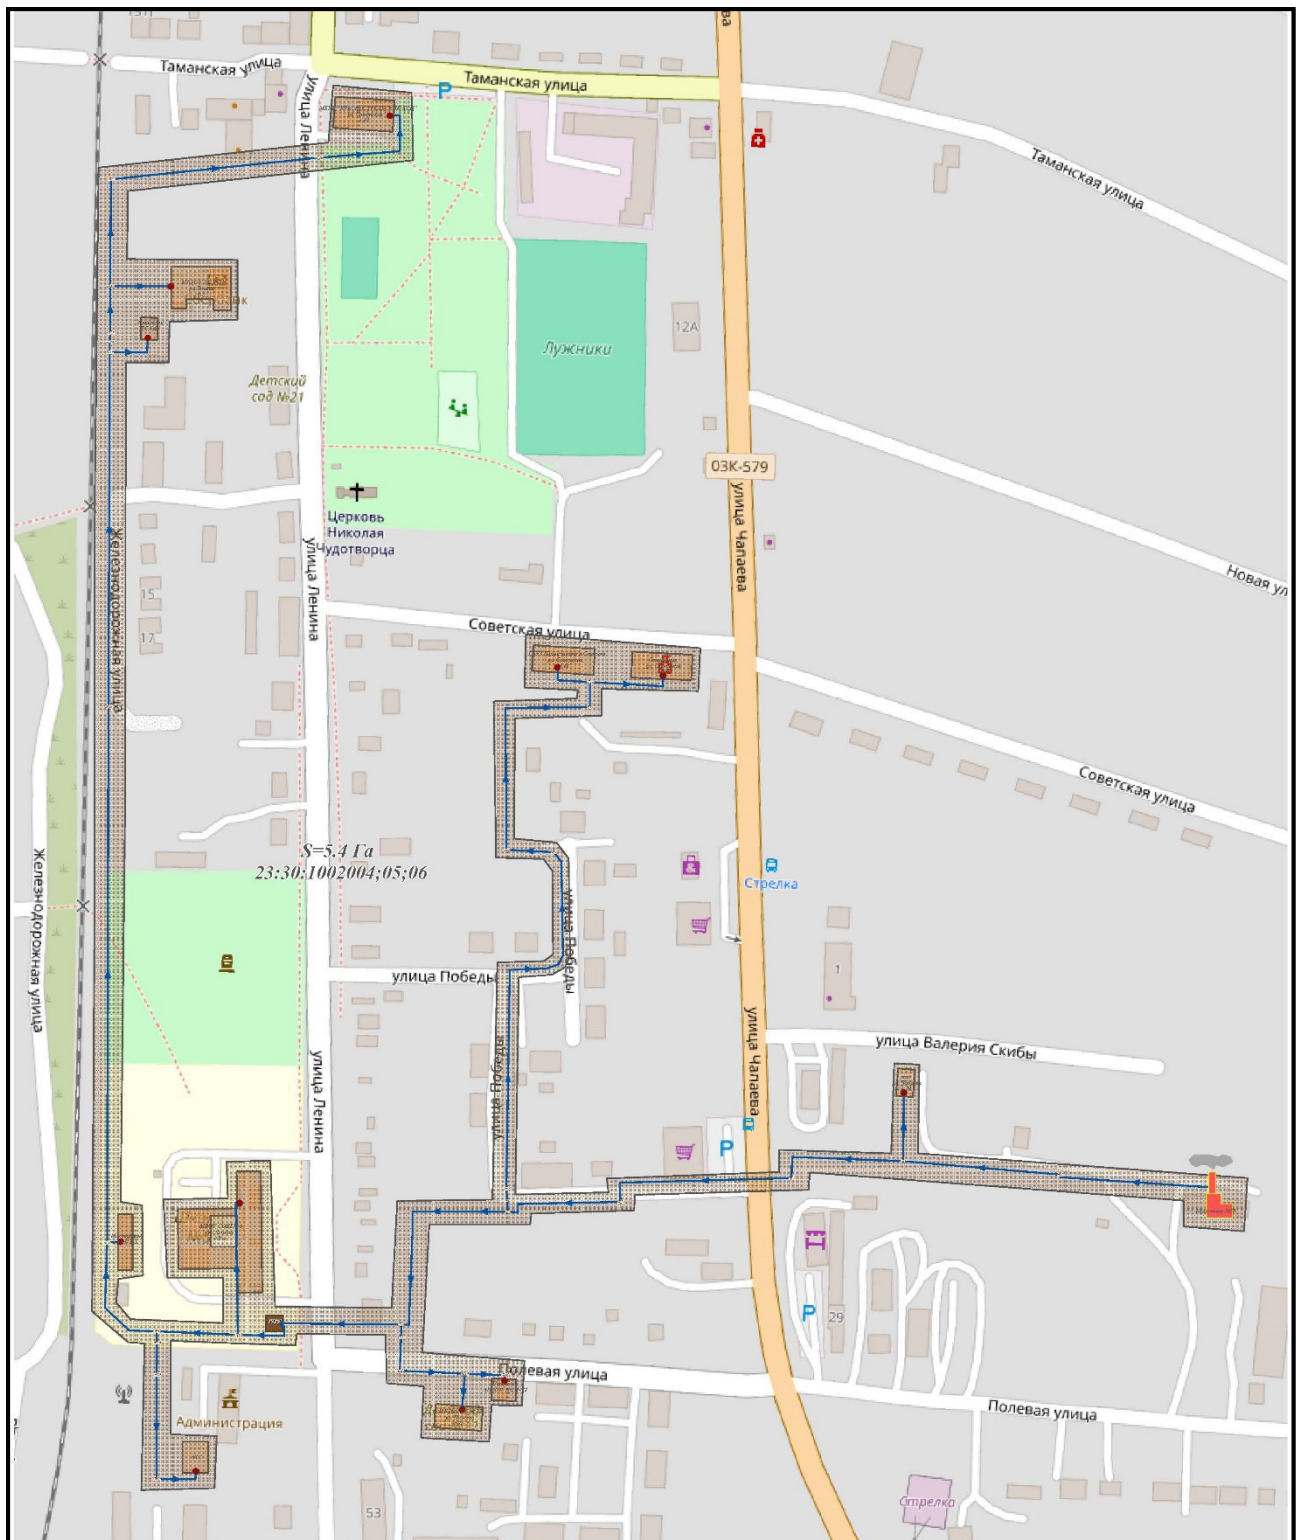 Таманская улица
Таманская улица
улица Ленина
Таманская улица
12А
Лужники
Детский
сад №21
03К-579
улица Чапаева
Церковь
Николая
Чудотворца
улица Ленина
Железнодорожная улица
15
17
Новая ул
Советская улица
Советская улица
S=5.4 Га
23:30:1002004;05;06
Стрелка
Железнодорожная улица
улица Победы
улица Победы
1
улица Чапаева
улица Валерия Скибы
улица Победы
улица Ленина
P
P
P
29
Полевая улица
Полевая улица
Администрация
53
Стрелка